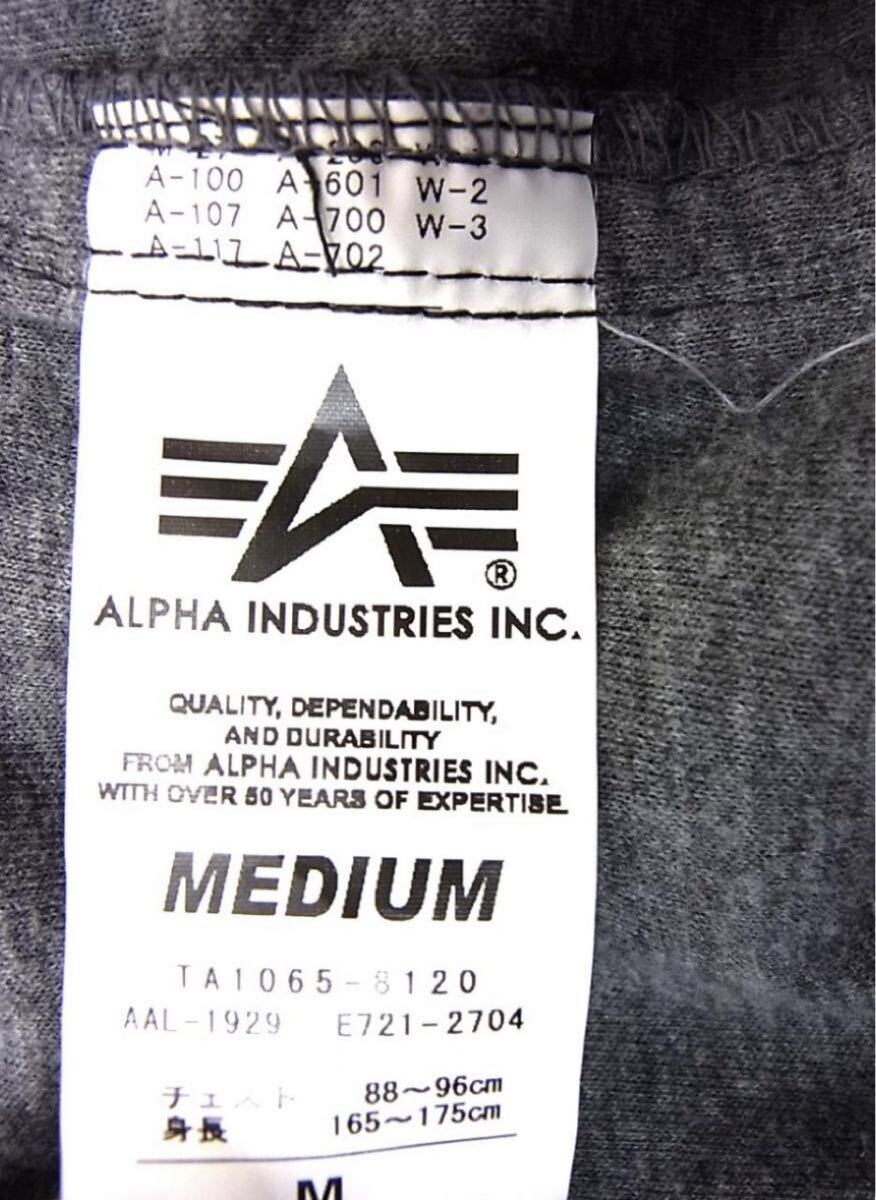 A-100 A-601 W-2
A-107 A-700 W-3
A-117 A-702
®
ALPHA INDUSTRIES INC.
QUALITY, DEPENDABILITY,
AND DURABILITY
FROM ALPHA INDUSTRIES INC.
WITH OVER 50 YEARS OF EXPERTISE
MEDIUM
TA1065-8120
AAL-1929 E721-2704
チェスト 88～96cm
身長 165～175cm
M